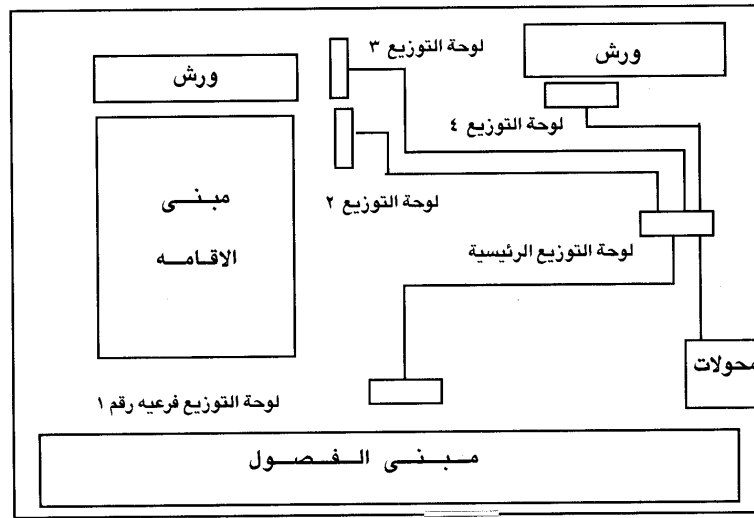 لوحة التوزيع ٣
ورش
ورش
لوحة التوزيع ٤
مبنى
الاقامه
لوحة التوزيع ٢
لوحة التوزيع الرئيسية
محولات
لوحة التوزيع فرعيه رقم ١
مبنى الفصول